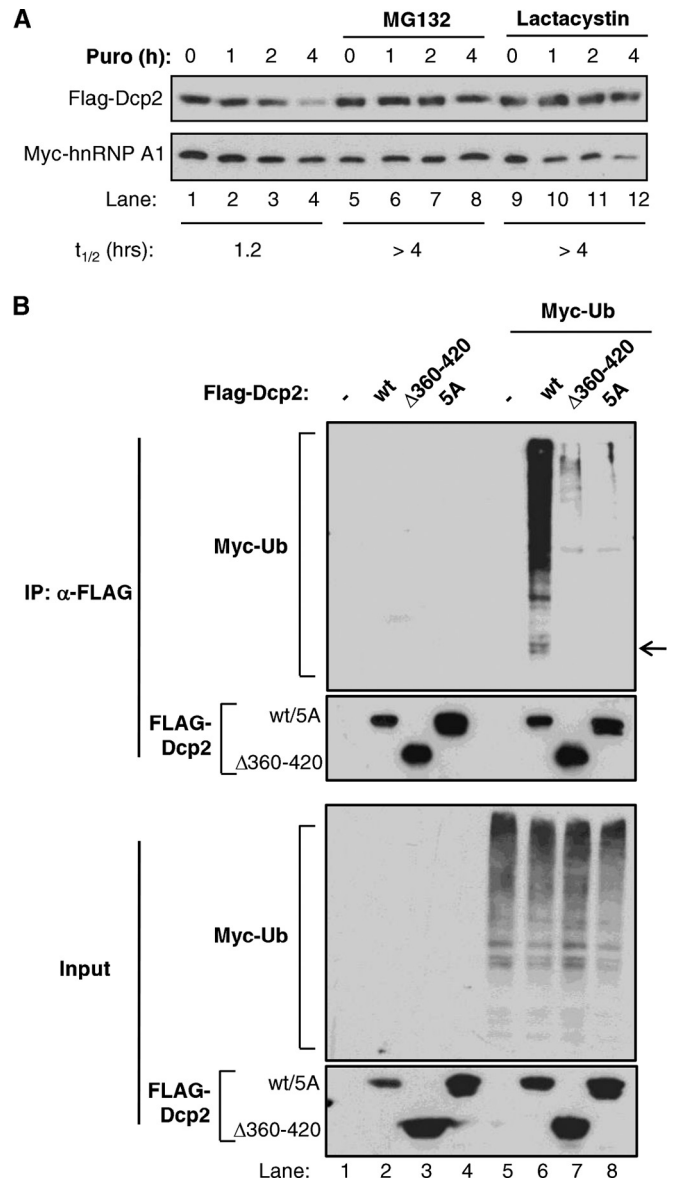 A
MG132 Lactacystin
Puro (h): 0 1 2 4 0 1 2 4 0 1 2 4
Flag-Dcp2
Myc-hnRNP A1
Lane: 1 2 3 4 5 6 7 8 9 10 11 12
t1/2 (hrs): 1.2 > 4 > 4
B
Myc-Ub
Flag-Dcp2: - wt Δ360-420 5A - wt Δ360-420 5A
Myc-Ub
IP: α-FLAG
FLAG-Dcp2 wt/5A
Δ360-420
Myc-Ub
Input
FLAG-Dcp2 wt/5A
Δ360-420
Lane: 1 2 3 4 5 6 7 8